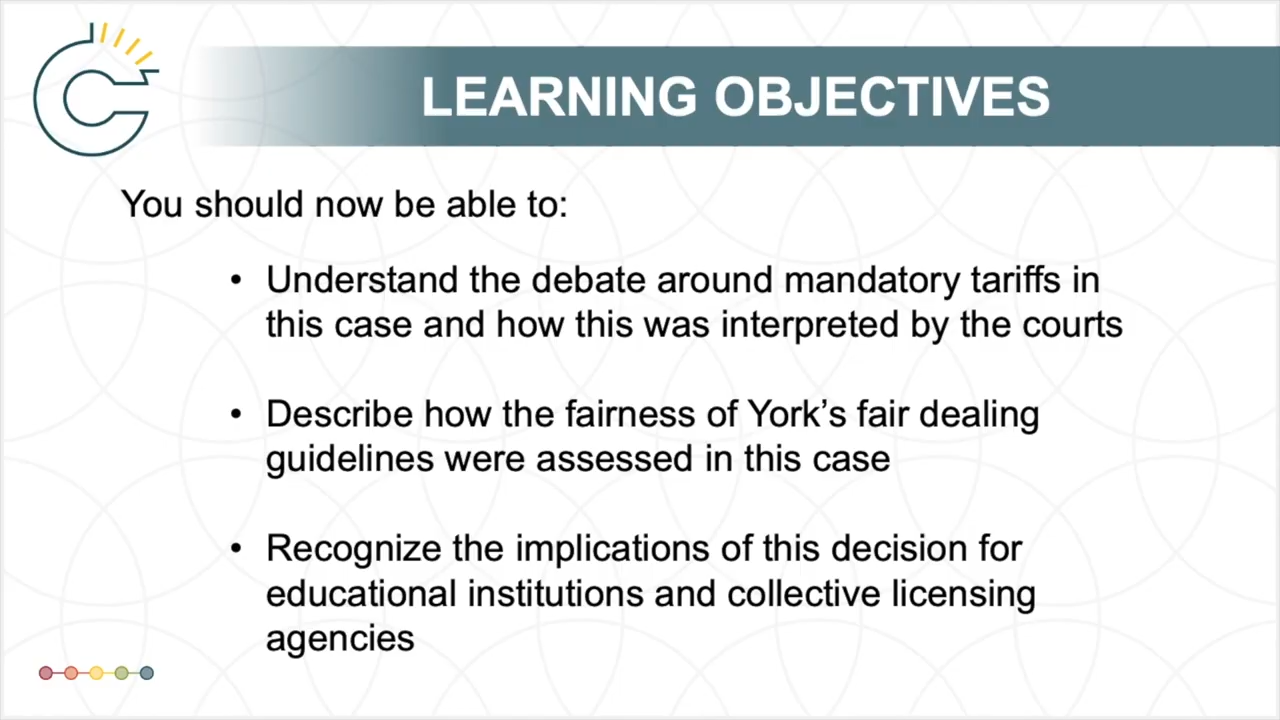 LEARNING OBJECTIVES
You should now be able to:
• Understand the debate around mandatory tariffs in
this case and how this was interpreted by the courts
• Describe how the fairness of York’s fair dealing
guidelines were assessed in this case
• Recognize the implications of this decision for
educational institutions and collective licensing
agencies